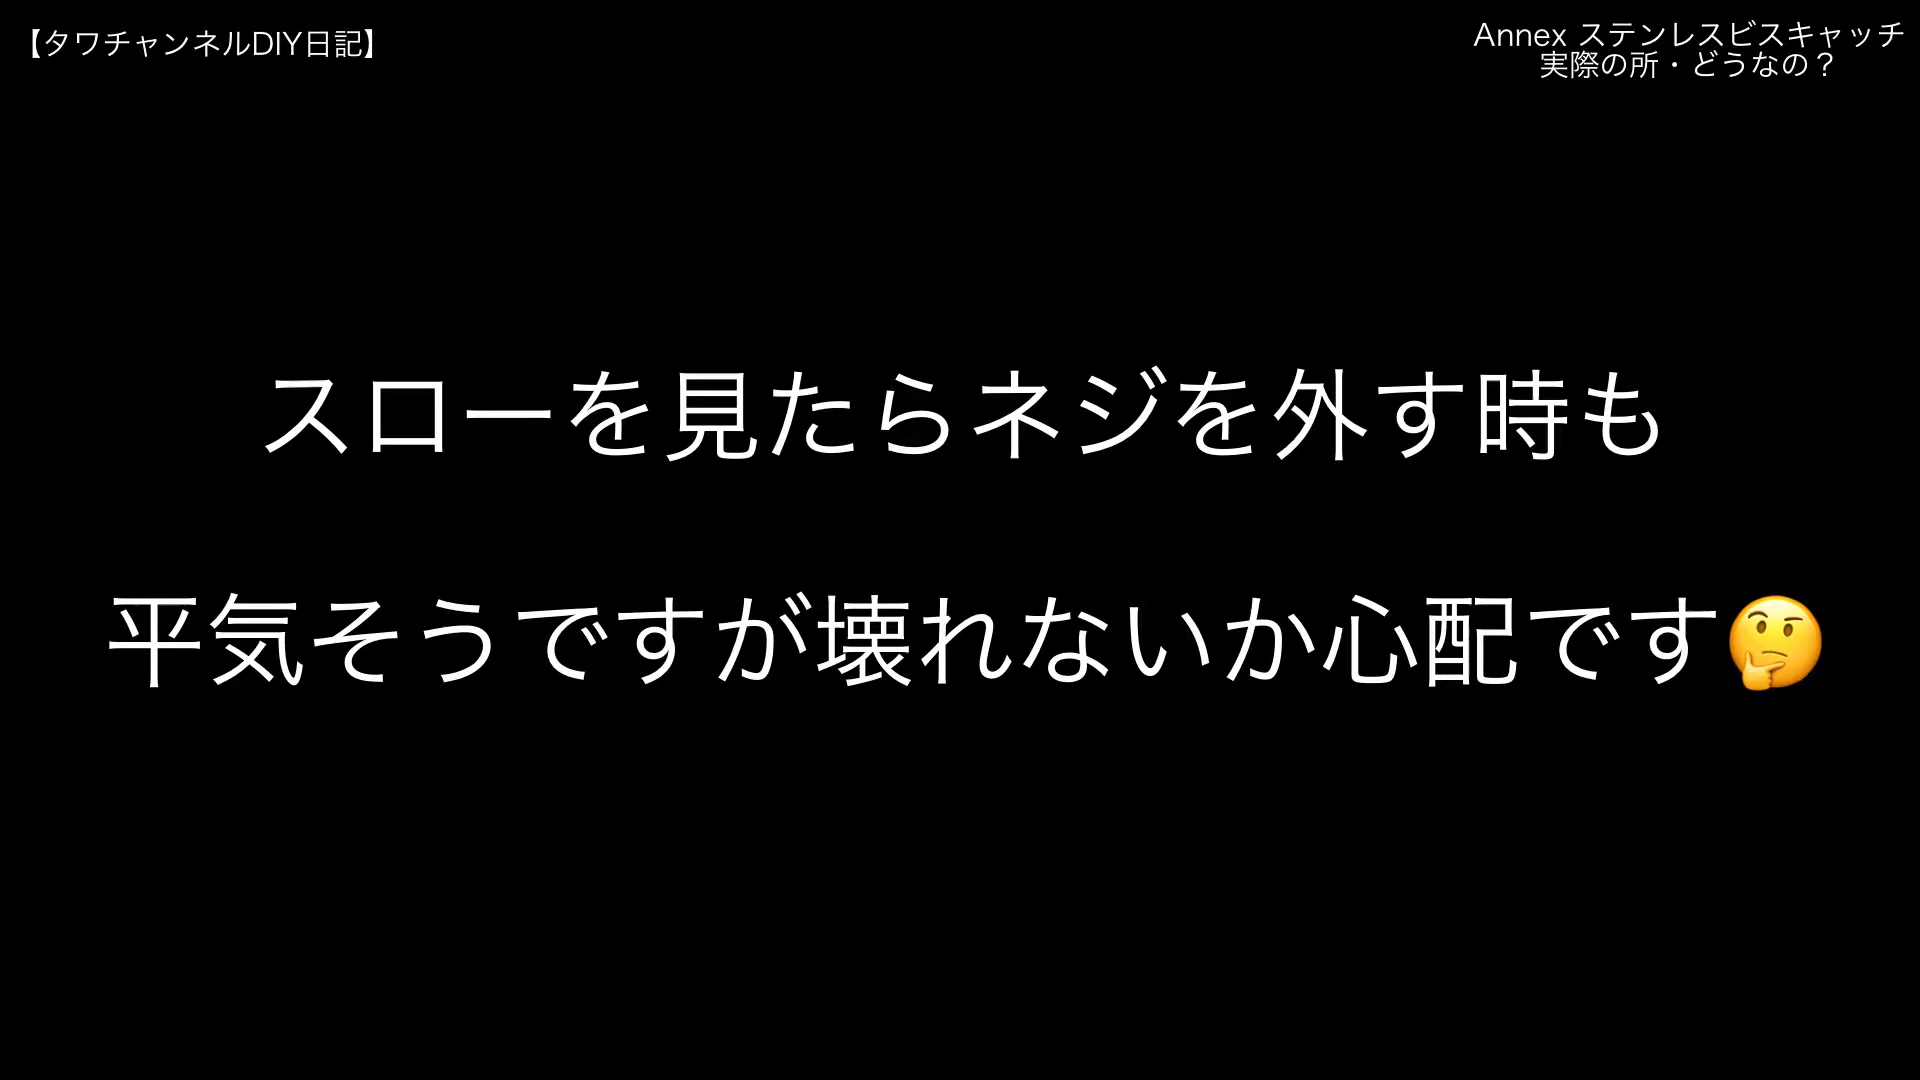 【タワチャンネルDIY日記】
Annex ステンレスビスキャッチ
実際の所・どうなの？
スローを見たらネジを外す時も
平気そうですが壊れないか心配です🤔